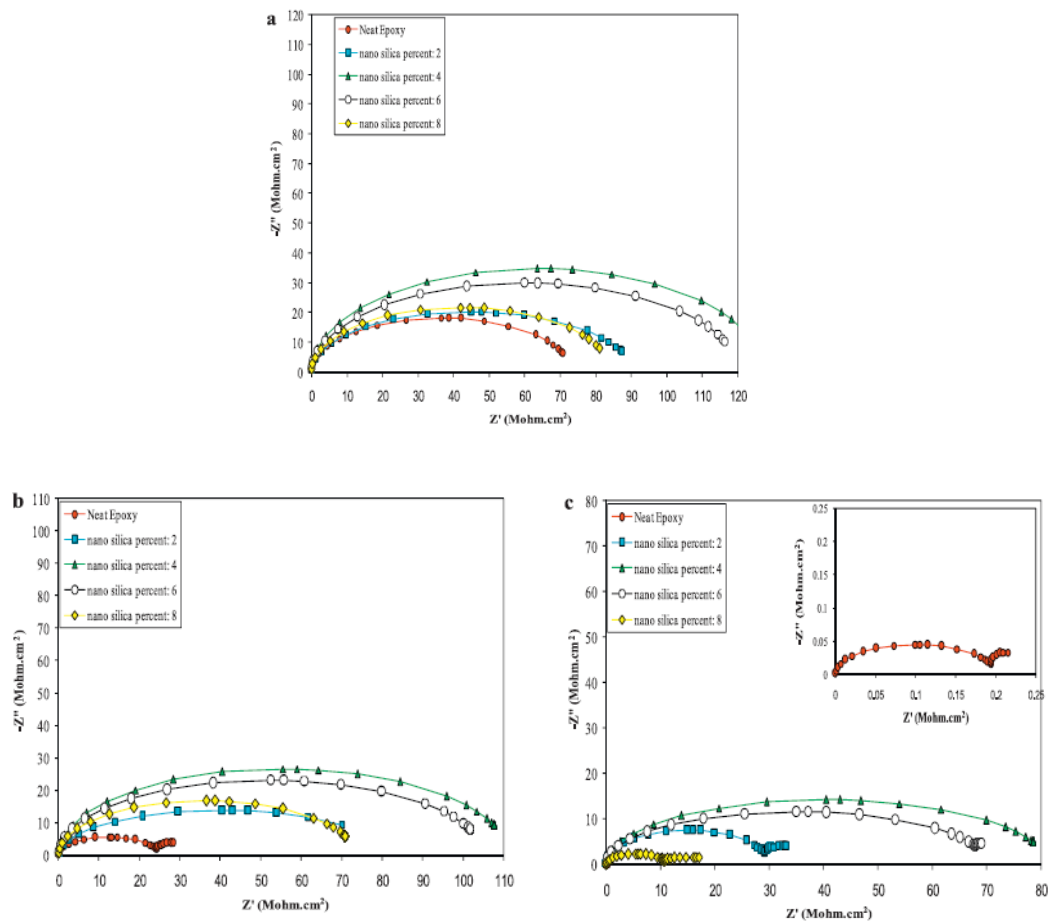 a
120
110
100
90
80
70
60
50
40
30
20
10
0
-Z'' (Mohm.cm²)
Neat Epoxy
nano silica percent: 2
nano silica percent: 4
nano silica percent: 6
nano silica percent: 8
0 10 20 30 40 50 60 70 80 90 100 110 120
Z' (Mohm.cm²)
b
110
100
90
80
70
60
50
40
30
20
10
0
-Z'' (Mohm.cm²)
Neat Epoxy
nano silica percent: 2
nano silica percent: 4
nano silica percent: 6
nano silica percent: 8
0 10 20 30 40 50 60 70 80 90 100 110
Z' (Mohm.cm²)
c
80
70
60
50
40
30
20
10
0
-Z'' (Mohm.cm²)
Neat Epoxy
nano silica percent: 2
nano silica percent: 4
nano silica percent: 6
nano silica percent: 8
0 10 20 30 40 50 60 70 80
Z' (Mohm.cm²)
0.25
0.2
0.15
0.1
0.05
0
-Z'' (Mohm.cm²)
0 0.05 0.1 0.15 0.2 0.25
Z' (Mohm.cm²)